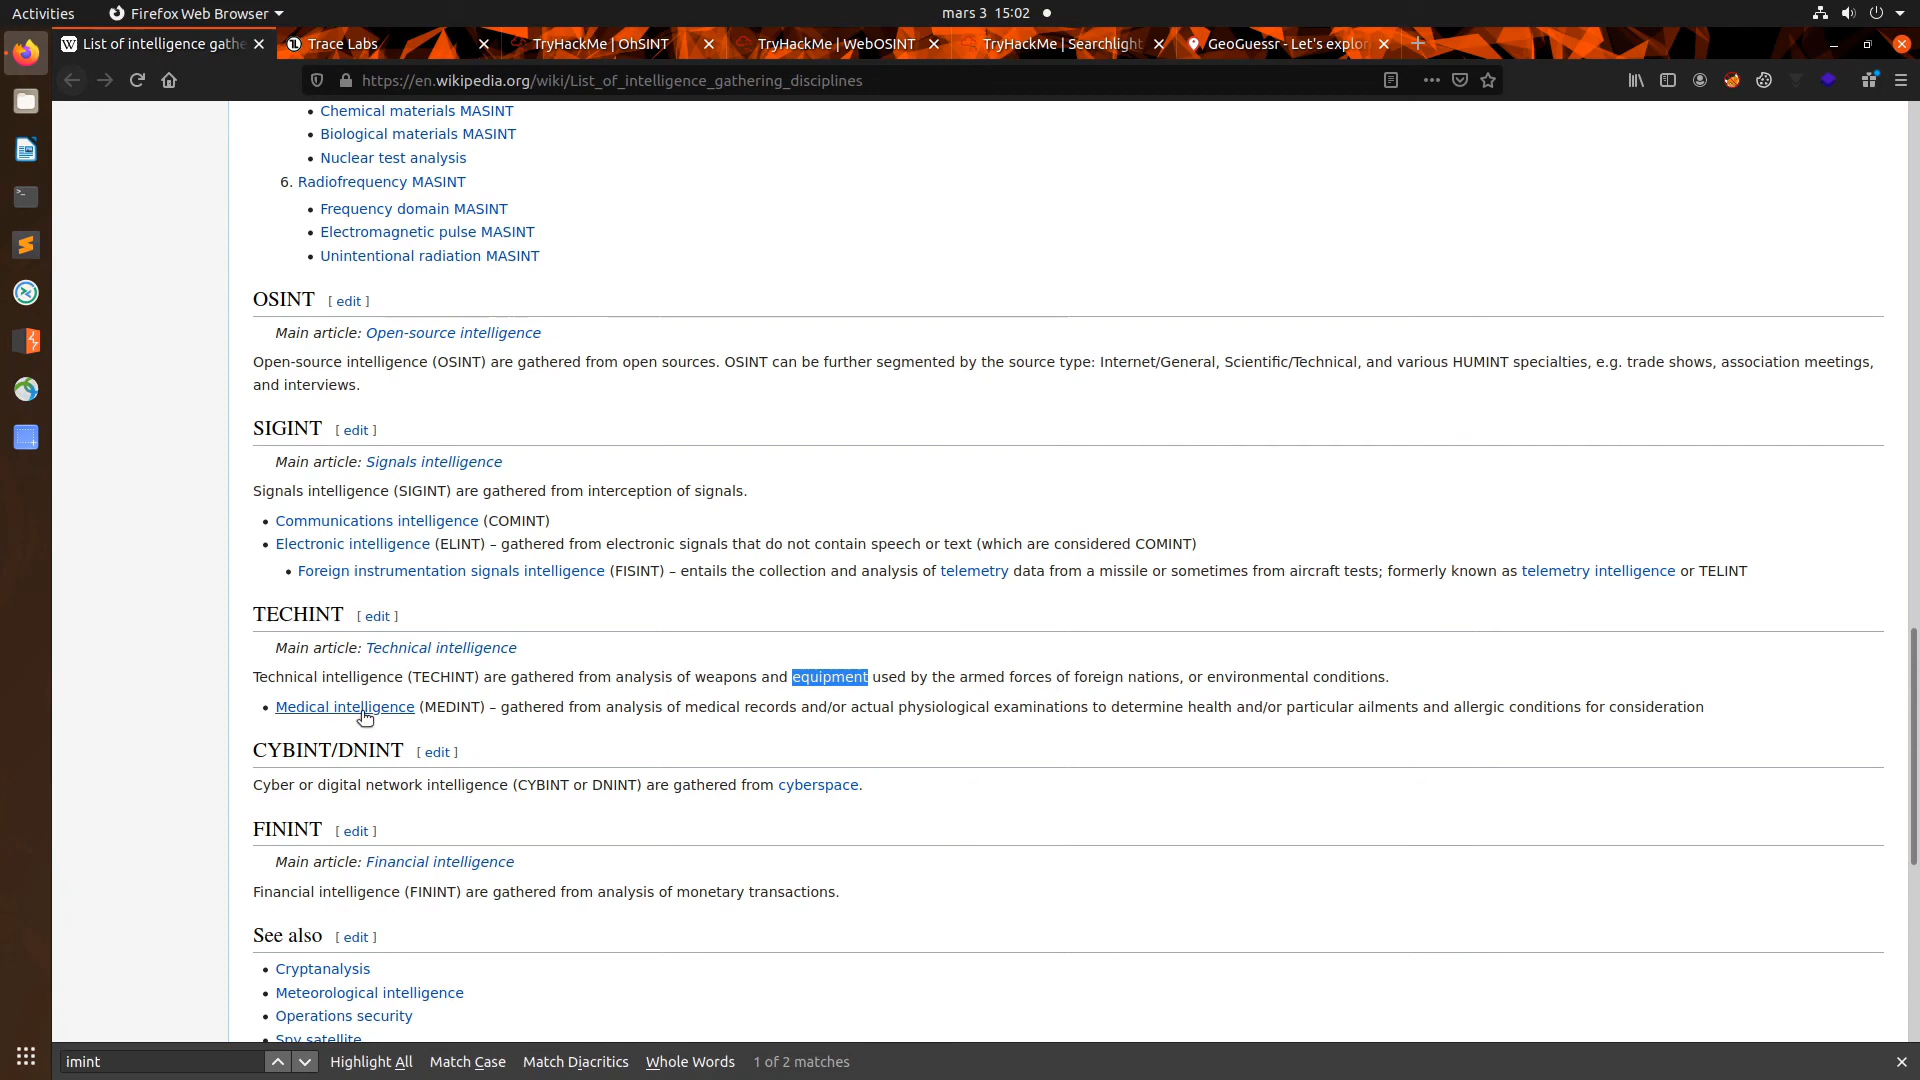 Activities
Firefox Web Browser
mars 3 15:02
List of intelligence gathe
Trace Labs
TryHackMe | OhSINT
TryHackMe | WebOSINT
TryHackMe | Searchlight
GeoGuessr - Let's explor
https://en.wikipedia.org/wiki/List_of_intelligence_gathering_disciplines
• Chemical materials MASINT
• Biological materials MASINT
• Nuclear test analysis
6. Radiofrequency MASINT
• Frequency domain MASINT
• Electromagnetic pulse MASINT
• Unintentional radiation MASINT
OSINT [ edit ]
Main article: Open-source intelligence
Open-source intelligence (OSINT) are gathered from open sources. OSINT can be further segmented by the source type: Internet/General, Scientific/Technical, and various HUMINT specialties, e.g. trade shows, association meetings,
and interviews.
SIGINT [ edit ]
Main article: Signals intelligence
Signals intelligence (SIGINT) are gathered from interception of signals.
• Communications intelligence (COMINT)
• Electronic intelligence (ELINT) – gathered from electronic signals that do not contain speech or text (which are considered COMINT)
• Foreign instrumentation signals intelligence (FISINT) – entails the collection and analysis of telemetry data from a missile or sometimes from aircraft tests; formerly known as telemetry intelligence or TELINT
TECHINT [ edit ]
Main article: Technical intelligence
Technical intelligence (TECHINT) are gathered from analysis of weapons and equipment used by the armed forces of foreign nations, or environmental conditions.
• Medical intelligence (MEDINT) – gathered from analysis of medical records and/or actual physiological examinations to determine health and/or particular ailments and allergic conditions for consideration
CYBINT/DNINT [ edit ]
Cyber or digital network intelligence (CYBINT or DNINT) are gathered from cyberspace.
FININT [ edit ]
Main article: Financial intelligence
Financial intelligence (FININT) are gathered from analysis of monetary transactions.
See also [ edit ]
• Cryptanalysis
• Meteorological intelligence
• Operations security
• Spy satellite
imint
Highlight All
Match Case
Match Diacritics
Whole Words
1 of 2 matches